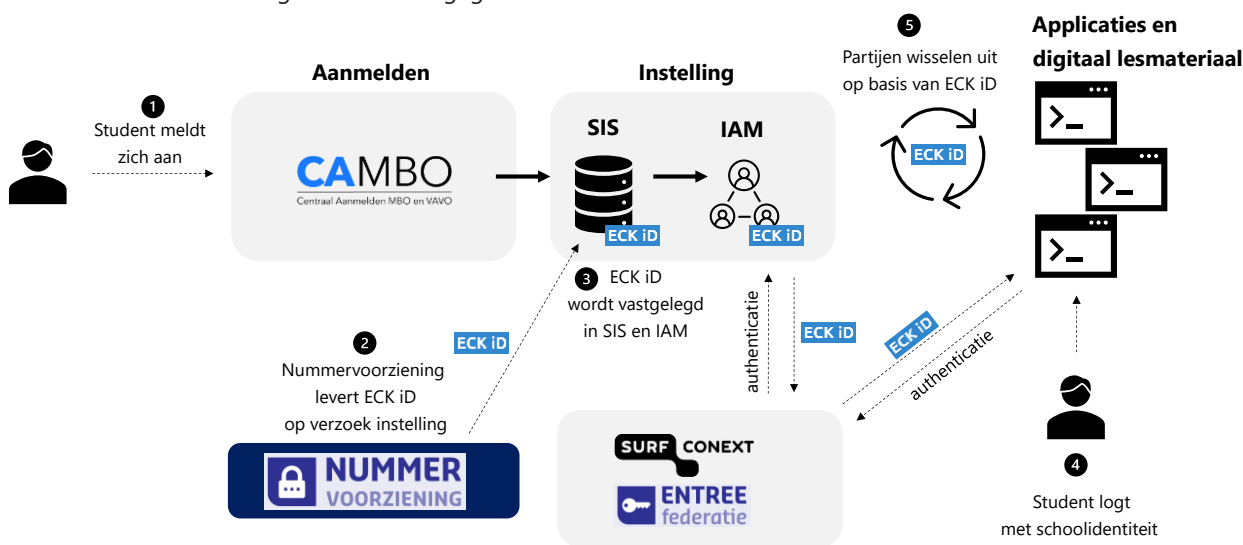 5
Partijen wisselen uit
op basis van ECK iD
Applicaties en
digitaal lesmateriaal
Aanmelden
Instelling
1
Student meldt
zich aan
CAMBO
Centraal Aanmelden MBO en VAVO
SIS
IAM
ECK iD
ECK iD
ECK iD
>_
>_
>_
3 ECK iD
wordt vastgelegd
in SIS en IAM
authenticatie
ECK iD
ECK iD
authenticatie
2
Nummervoorziening
levert ECK iD
op verzoek instelling
ECK iD
NUMMER
VOORZIENING
SURF CONEXT
ENTREE
federatie
4
Student logt
met schoolidentiteit